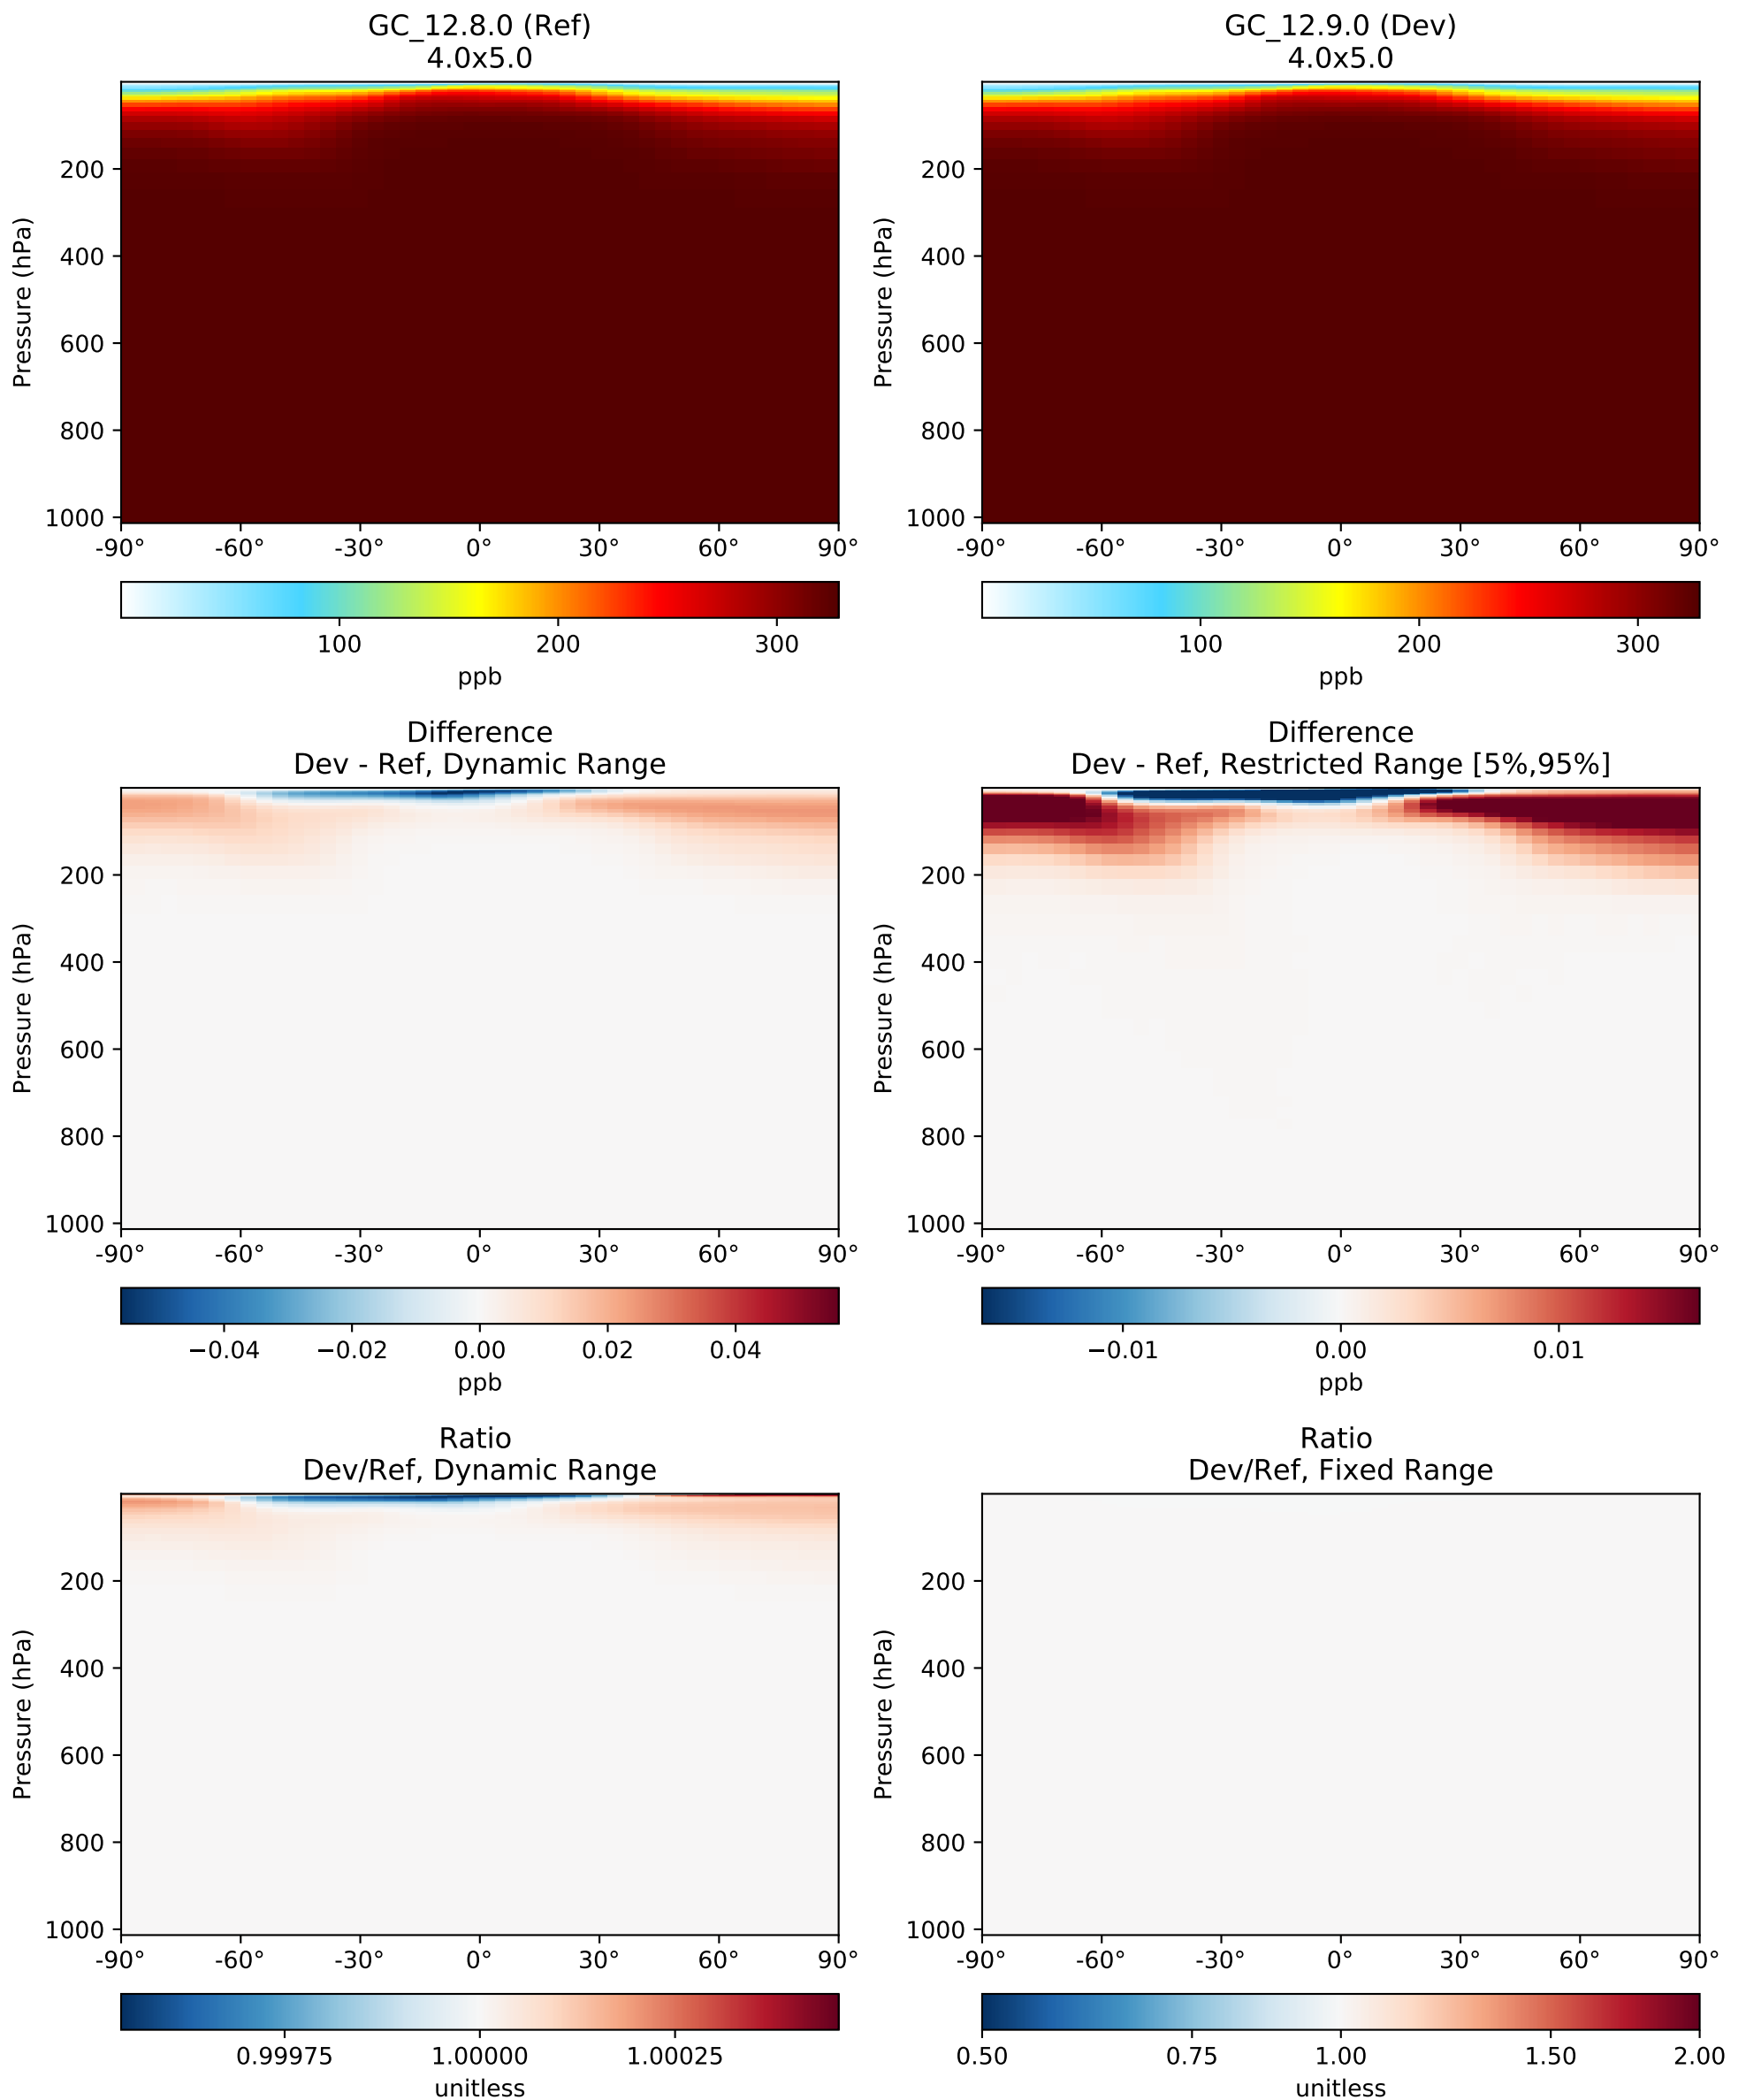 GC_12.8.0 (Ref)
4.0x5.0
Pressure (hPa)
200
400
600
800
1000
-90° -60° -30° 0° 30° 60° 90°
100 200 300
ppb
GC_12.9.0 (Dev)
4.0x5.0
Pressure (hPa)
200
400
600
800
1000
-90° -60° -30° 0° 30° 60° 90°
100 200 300
ppb
Difference
Dev - Ref, Dynamic Range
Pressure (hPa)
200
400
600
800
1000
-90° -60° -30° 0° 30° 60° 90°
−0.04 −0.02 0.00 0.02 0.04
ppb
Difference
Dev - Ref, Restricted Range [5%,95%]
Pressure (hPa)
200
400
600
800
1000
-90° -60° -30° 0° 30° 60° 90°
−0.01 0.00 0.01
ppb
Ratio
Dev/Ref, Dynamic Range
Pressure (hPa)
200
400
600
800
1000
-90° -60° -30° 0° 30° 60° 90°
0.99975 1.00000 1.00025
unitless
Ratio
Dev/Ref, Fixed Range
Pressure (hPa)
200
400
600
800
1000
-90° -60° -30° 0° 30° 60° 90°
0.50 0.75 1.00 1.50 2.00
unitless